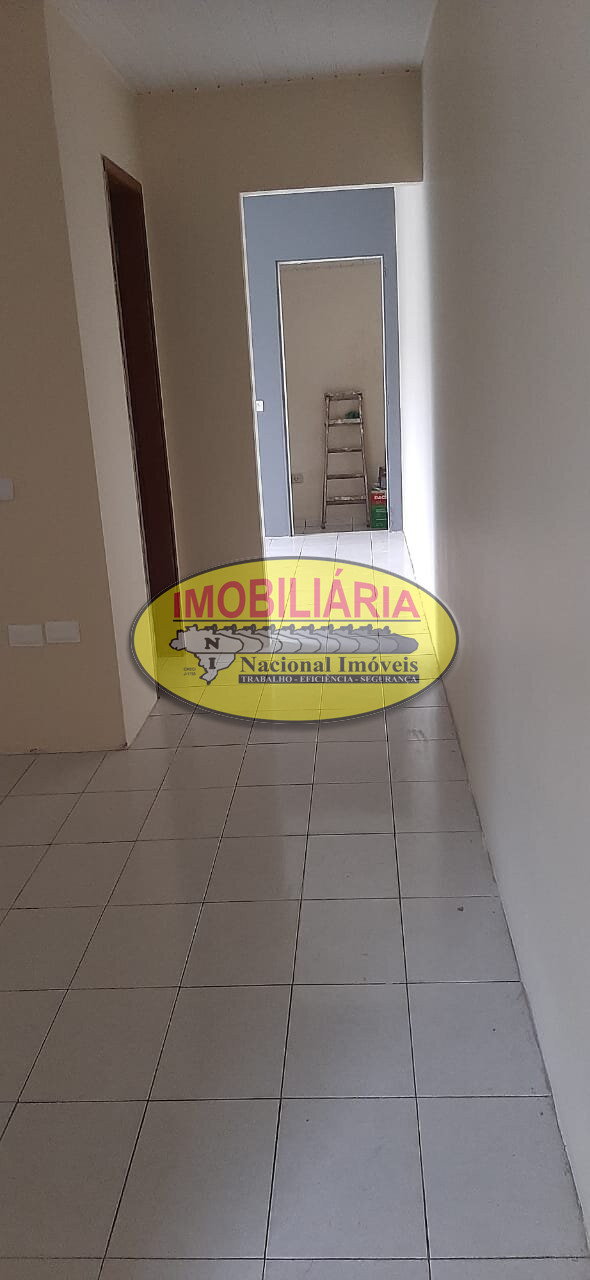 IMOBILIÁRIA
N
I
Nacional Imóveis
TRABALHO - EFICIÊNCIA - SEGURANÇA